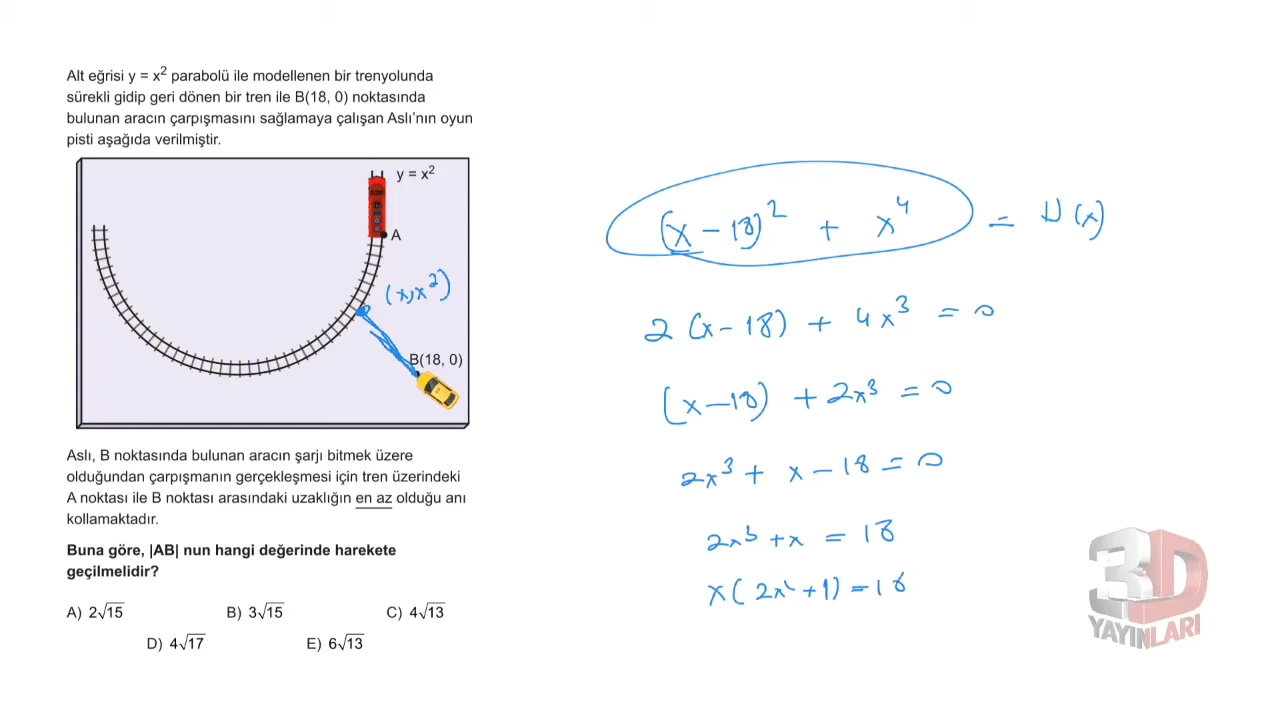 Alt eğrisi y = x² parabolü ile modellenen bir trenyolunda
sürekli gidip geri dönen bir tren ile B(18, 0) noktasında
bulunan aracın çarpışmasını sağlamaya çalışan Aslı'nın oyun
pisti aşağıda verilmiştir.
y = x²
A
(x, x²)
B(18, 0)
Aslı, B noktasında bulunan aracın şarjı bitmek üzere
olduğundan çarpışmanın gerçekleşmesi için tren üzerindeki
A noktası ile B noktası arasındaki uzaklığın en az olduğu anı
kollamaktadır.
Buna göre, |AB| nun hangi değerinde harekete
geçilmelidir?
A) 2√15 B) 3√15 C) 4√13
D) 4√17 E) 6√13
(x – 18)² + x⁴ = U(x)
2 (x – 18) + 4x³ = 0
(x – 18) + 2x³ = 0
2x³ + x – 18 = 0
2x³ + x = 18
x( 2x² + 1) = 18
3D
YAYINLARI